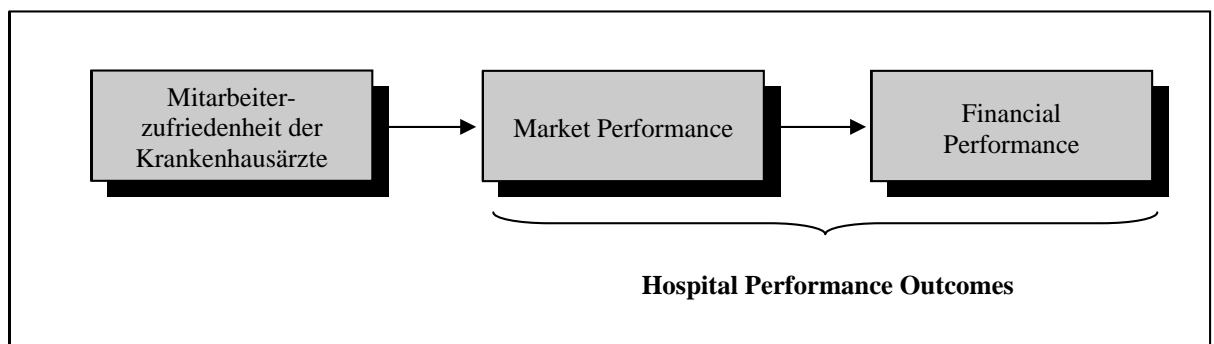 Mitarbeiter-
zufriedenheit der
Krankenhausärzte
Market Performance
Financial
Performance
Hospital Performance Outcomes